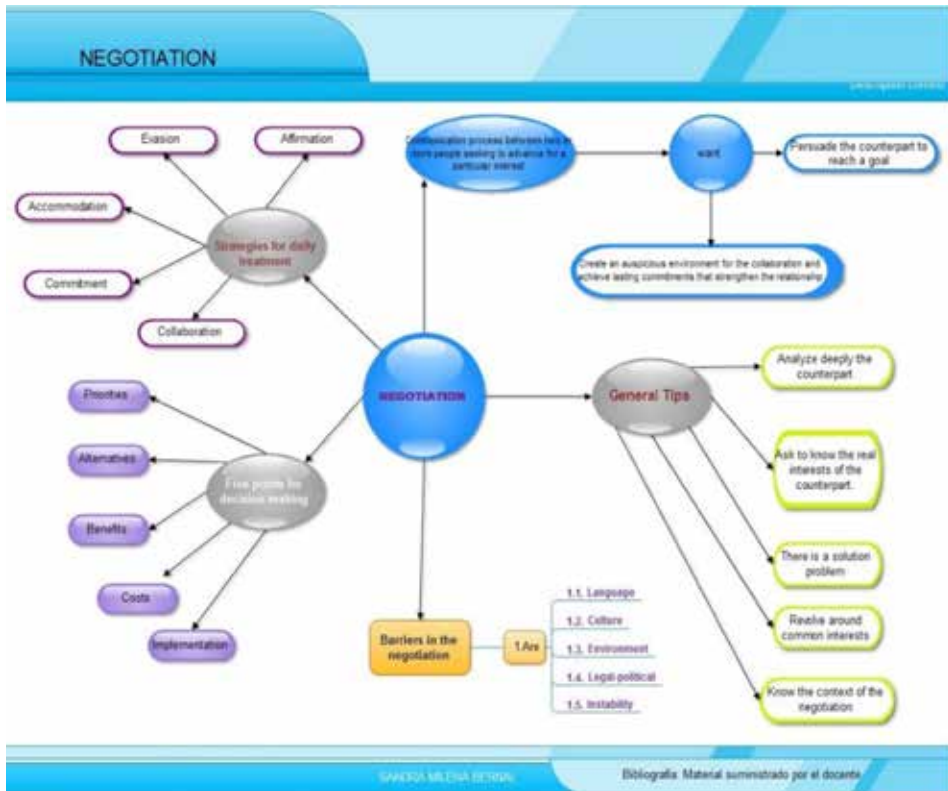 NEGOTIATION
Evasion
Affirmation
Accommodation
Strategies for daily
treatment
Commitment
Collaboration
Communication process between two or
more people seeking to advance for a
particular interest
want
Persuade the counterpart to
reach a goal
Create an auspicious environment for the collaboration and
achieve lasting commitments that strengthen the relationship
NEGOTIATION
Priorities
Alternatives
Five points for
decision making
Benefits
Costs
Implementation
General Tips
Analyze deeply the
counterpart
Ask to know the real
interests of the
counterpart.
There is a solution
problem
Revolve around
common interests
Know the context of the
negotiation
Barriers in the
negotiation
1.Are
1.1. Language
1.2. Culture
1.3. Environment
1.4. Legal-political
1.5. Instability
SANDRA MILENA BERNAL
Bibliografia: Material suministrado por el docente